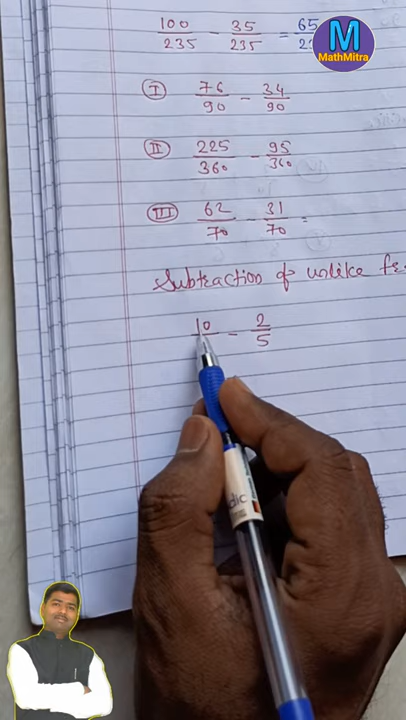 100/235 - 35/235 = 65/2
M
MathMitra
I 76/90 - 34/90
II 225/360 - 95/360
III 62/70 - 31/70 =
Subtraction of unlike
10 - 2/5